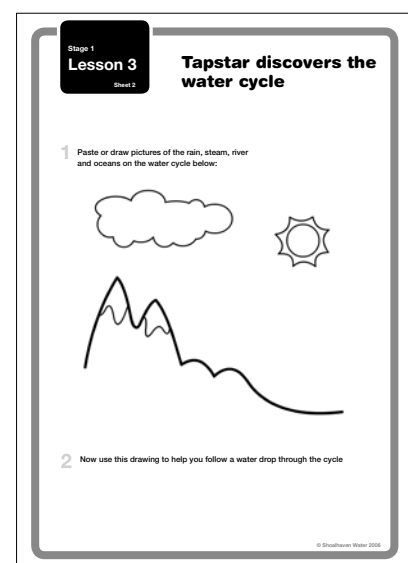 Stage 1
Lesson 3
Sheet 2
Tapstar discovers the
water cycle
1 Paste or draw pictures of the rain, steam, river
and oceans on the water cycle below:
2 Now use this drawing to help you follow a water drop through the cycle
© Shoalhaven Water 2006